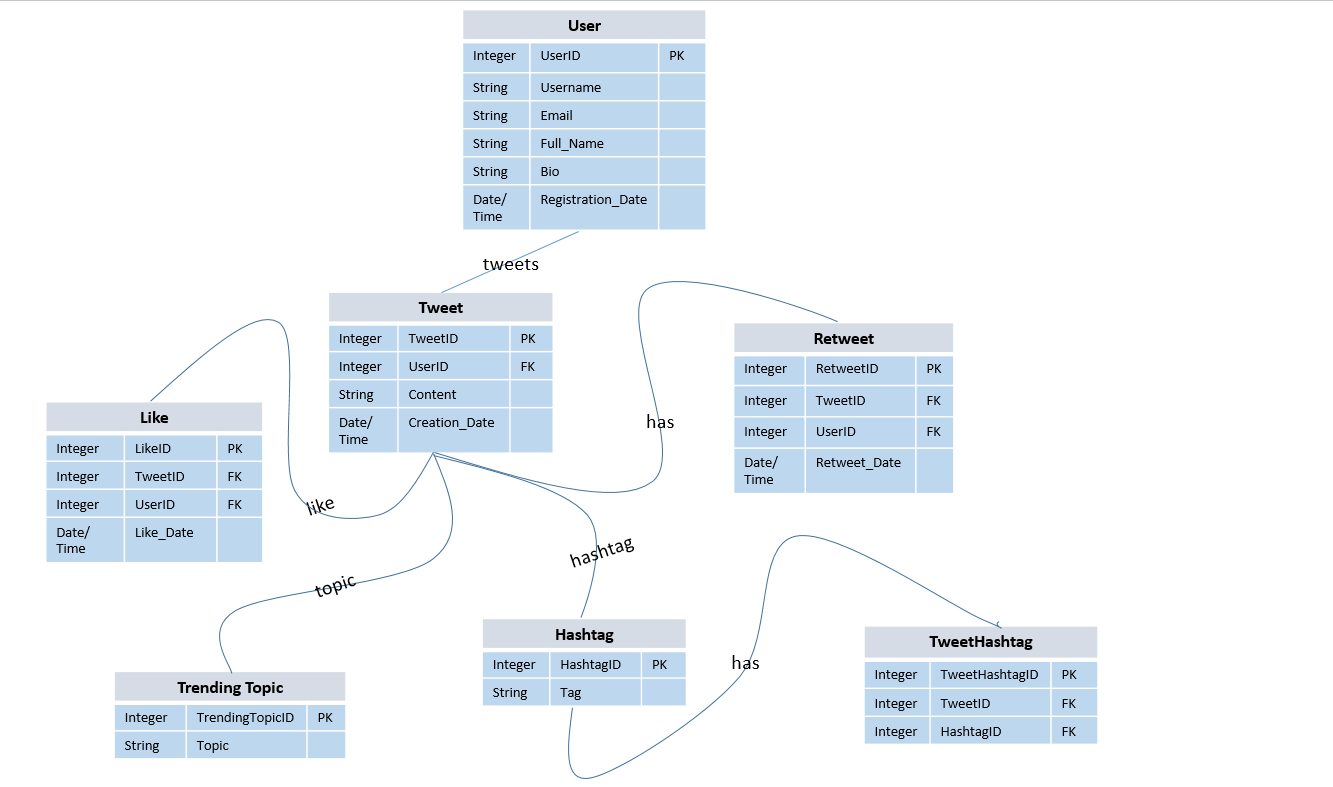 User
Integer UserID PK
String Username
String Email
String Full_Name
String Bio
Date/ Registration_Date
Time
tweets
Tweet
Integer TweetID PK
Integer UserID FK
String Content
Date/ Creation_Date
Time
Retweet
Integer RetweetID PK
Integer TweetID FK
Integer UserID FK
Date/ Retweet_Date
Time
has
Like
Integer LikeID PK
Integer TweetID FK
Integer UserID FK
Date/ Like_Date
Time
like
hashtag
topic
Hashtag
Integer HashtagID PK
String Tag
has
TweetHashtag
Integer TweetHashtagID PK
Integer TweetID FK
Integer HashtagID FK
Trending Topic
Integer TrendingTopicID PK
String Topic